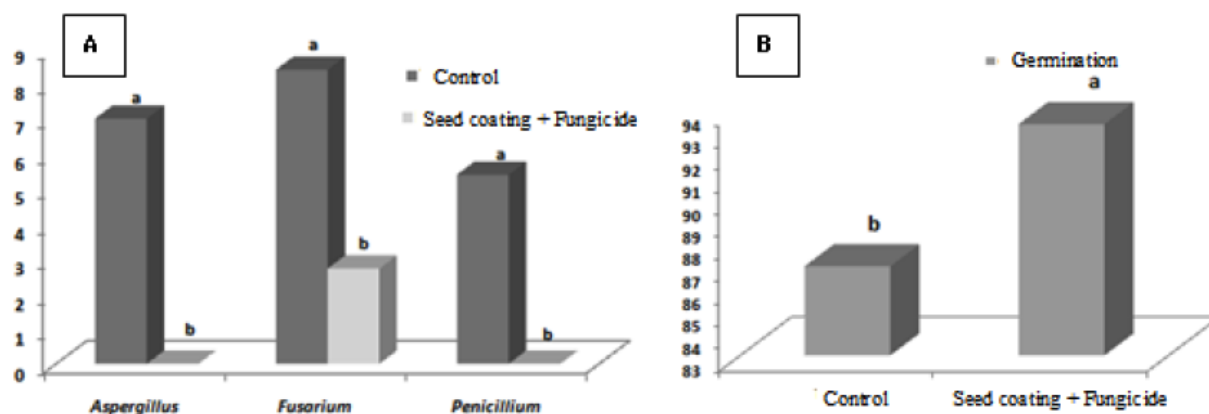 A
9
8
7
6
5
4
3
2
1
0
a
b
a
b
a
b
Control
Seed coating + Fungicide
Aspergillus Fusarium Penicillium
B
Germination
94
93
92
91
90
89
88
87
86
85
84
83
b
a
Control Seed coating + Fungicide